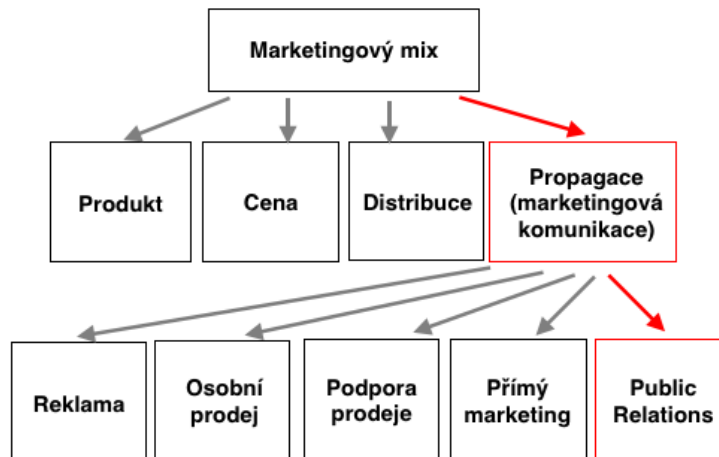 Marketingový mix
Produkt
Cena
Distribuce
Propagace
(marketingová
komunikace)
Reklama
Osobní
prodej
Podpora
prodeje
Přímý
marketing
Public
Relations